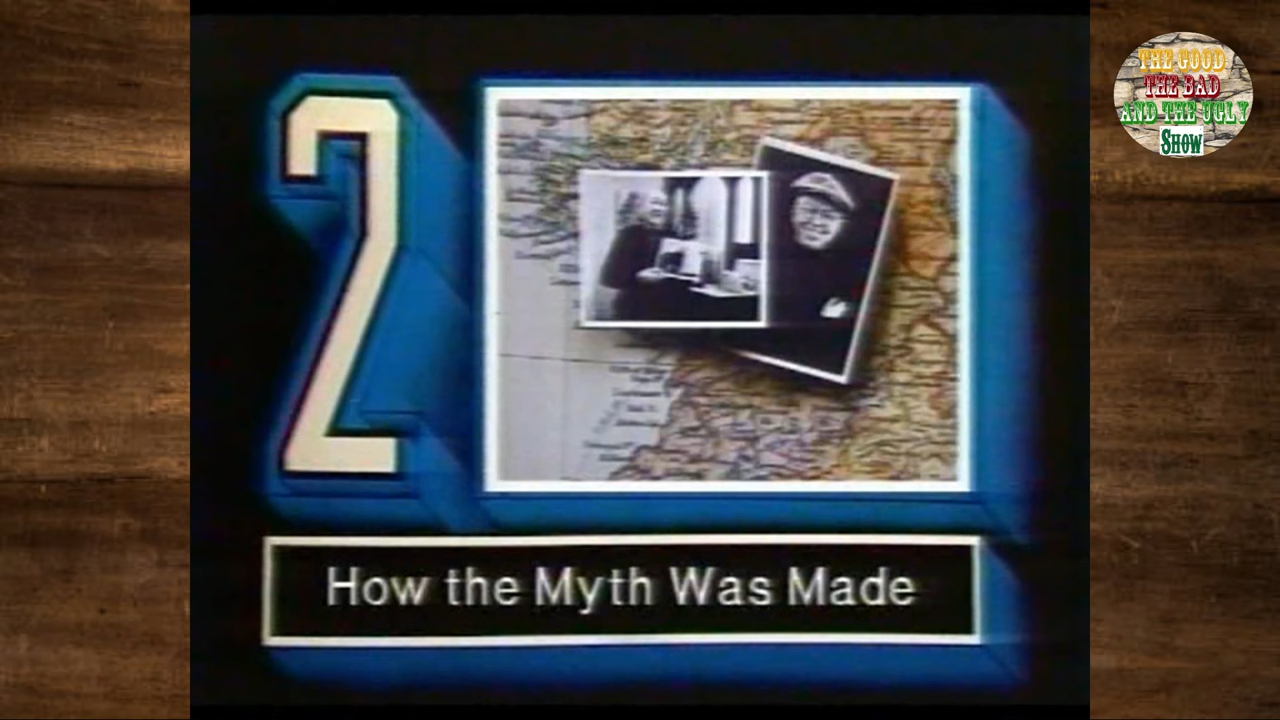 2
How the Myth Was Made
THE GOOD
THE BAD
AND THE UGLY
SHOW